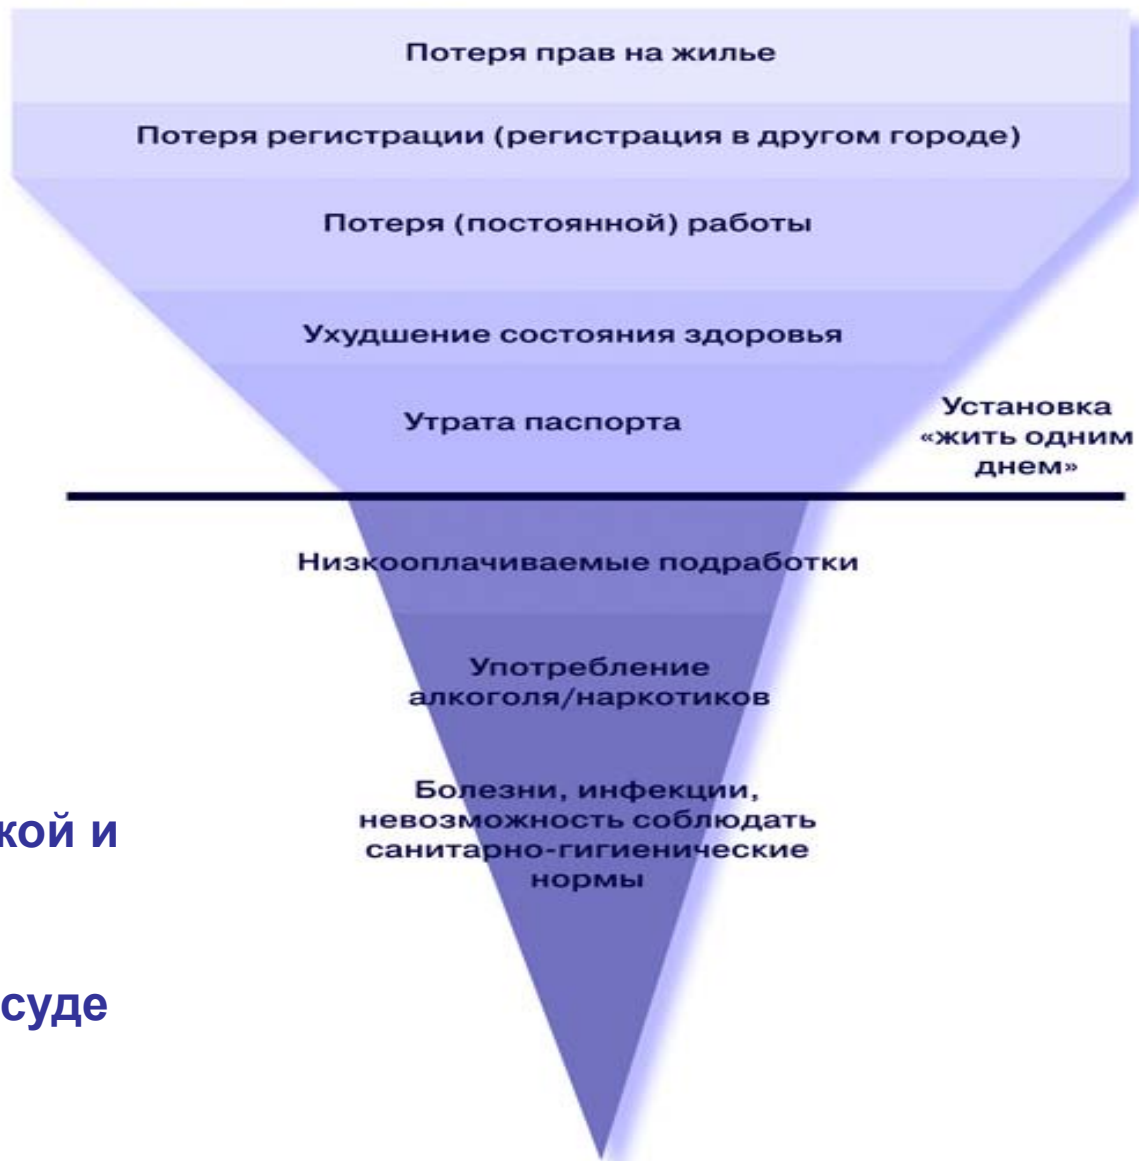 Потеря прав на жилье
Потеря регистрации (регистрация в другом городе)
Потеря (постоянной) работы
Ухудшение состояния здоровья
Утрата паспорта
Установка
«жить одним
днем»
Низкооплачиваемые подработки
Употребление
алкоголя/наркотиков
Болезни, инфекции,
невозможность соблюдать
санитарно-гигиенические
нормы
кой и
суде